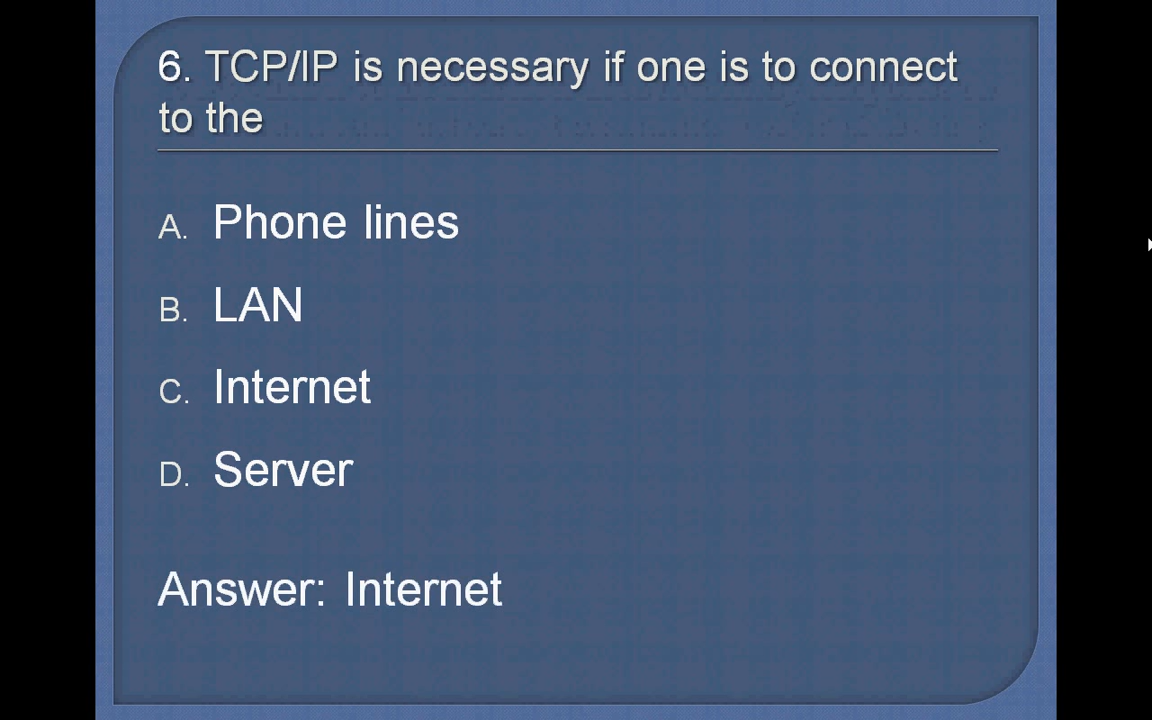 6. TCP/IP is necessary if one is to connect
to the
A. Phone lines
B. LAN
C. Internet
D. Server
Answer: Internet